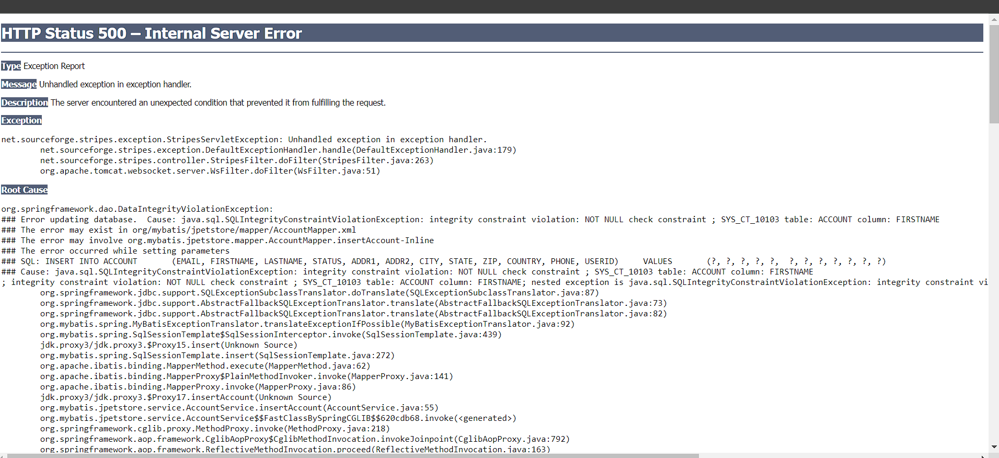 HTTP Status 500 – Internal Server Error
Type Exception Report
Message Unhandled exception in exception handler.
Description The server encountered an unexpected condition that prevented it from fulfilling the request.
Exception
net.sourceforge.stripes.exception.StripesServletException: Unhandled exception in exception handler.
net.sourceforge.stripes.exception.DefaultExceptionHandler.handle(DefaultExceptionHandler.java:179)
net.sourceforge.stripes.controller.StripesFilter.doFilter(StripesFilter.java:263)
org.apache.tomcat.websocket.server.WsFilter.doFilter(WsFilter.java:51)
Root Cause
org.springframework.dao.DataIntegrityViolationException:
### Error updating database.  Cause: java.sql.SQLIntegrityConstraintViolationException: integrity constraint violation: NOT NULL check constraint ; SYS_CT_10103 table: ACCOUNT column: FIRSTNAME
### The error may exist in org/mybatis/jpetstore/mapper/AccountMapper.xml
### The error may involve org.mybatis.jpetstore.mapper.AccountMapper.insertAccount-Inline
### The error occurred while setting parameters
### SQL: INSERT INTO ACCOUNT       (EMAIL, FIRSTNAME, LASTNAME, STATUS, ADDR1, ADDR2, CITY, STATE, ZIP, COUNTRY, PHONE, USERID)     VALUES       (?, ?, ?, ?, ?,  ?, ?, ?, ?, ?, ?, ?)
### Cause: java.sql.SQLIntegrityConstraintViolationException: integrity constraint violation: NOT NULL check constraint ; SYS_CT_10103 table: ACCOUNT column: FIRSTNAME
; integrity constraint violation: NOT NULL check constraint ; SYS_CT_10103 table: ACCOUNT column: FIRSTNAME; nested exception is java.sql.SQLIntegrityConstraintViolationException: integrity constraint vi
org.springframework.jdbc.support.SQLExceptionSubclassTranslator.doTranslate(SQLExceptionSubclassTranslator.java:87)
org.springframework.jdbc.support.AbstractFallbackSQLExceptionTranslator.translate(AbstractFallbackSQLExceptionTranslator.java:73)
org.springframework.jdbc.support.AbstractFallbackSQLExceptionTranslator.translate(AbstractFallbackSQLExceptionTranslator.java:82)
org.mybatis.spring.MyBatisExceptionTranslator.translateExceptionIfPossible(MyBatisExceptionTranslator.java:92)
org.mybatis.spring.SqlSessionTemplate$SqlSessionInterceptor.invoke(SqlSessionTemplate.java:439)
jdk.proxy3/jdk.proxy3.$Proxy15.insert(Unknown Source)
org.mybatis.spring.SqlSessionTemplate.insert(SqlSessionTemplate.java:272)
org.apache.ibatis.binding.MapperMethod.execute(MapperMethod.java:62)
org.apache.ibatis.binding.MapperProxy$PlainMethodInvoker.invoke(MapperProxy.java:141)
org.apache.ibatis.binding.MapperProxy.invoke(MapperProxy.java:86)
jdk.proxy3/jdk.proxy3.$Proxy17.insertAccount(Unknown Source)
org.mybatis.jpetstore.service.AccountService.insertAccount(AccountService.java:55)
org.mybatis.jpetstore.service.AccountService$$FastClassBySpringCGLIB$$620cdb68.invoke(<generated>)
org.springframework.cglib.proxy.MethodProxy.invoke(MethodProxy.java:218)
org.springframework.aop.framework.CglibAopProxy$CglibMethodInvocation.invokeJoinpoint(CglibAopProxy.java:792)
org.springframework.aop.framework.ReflectiveMethodInvocation.proceed(ReflectiveMethodInvocation.java:163)